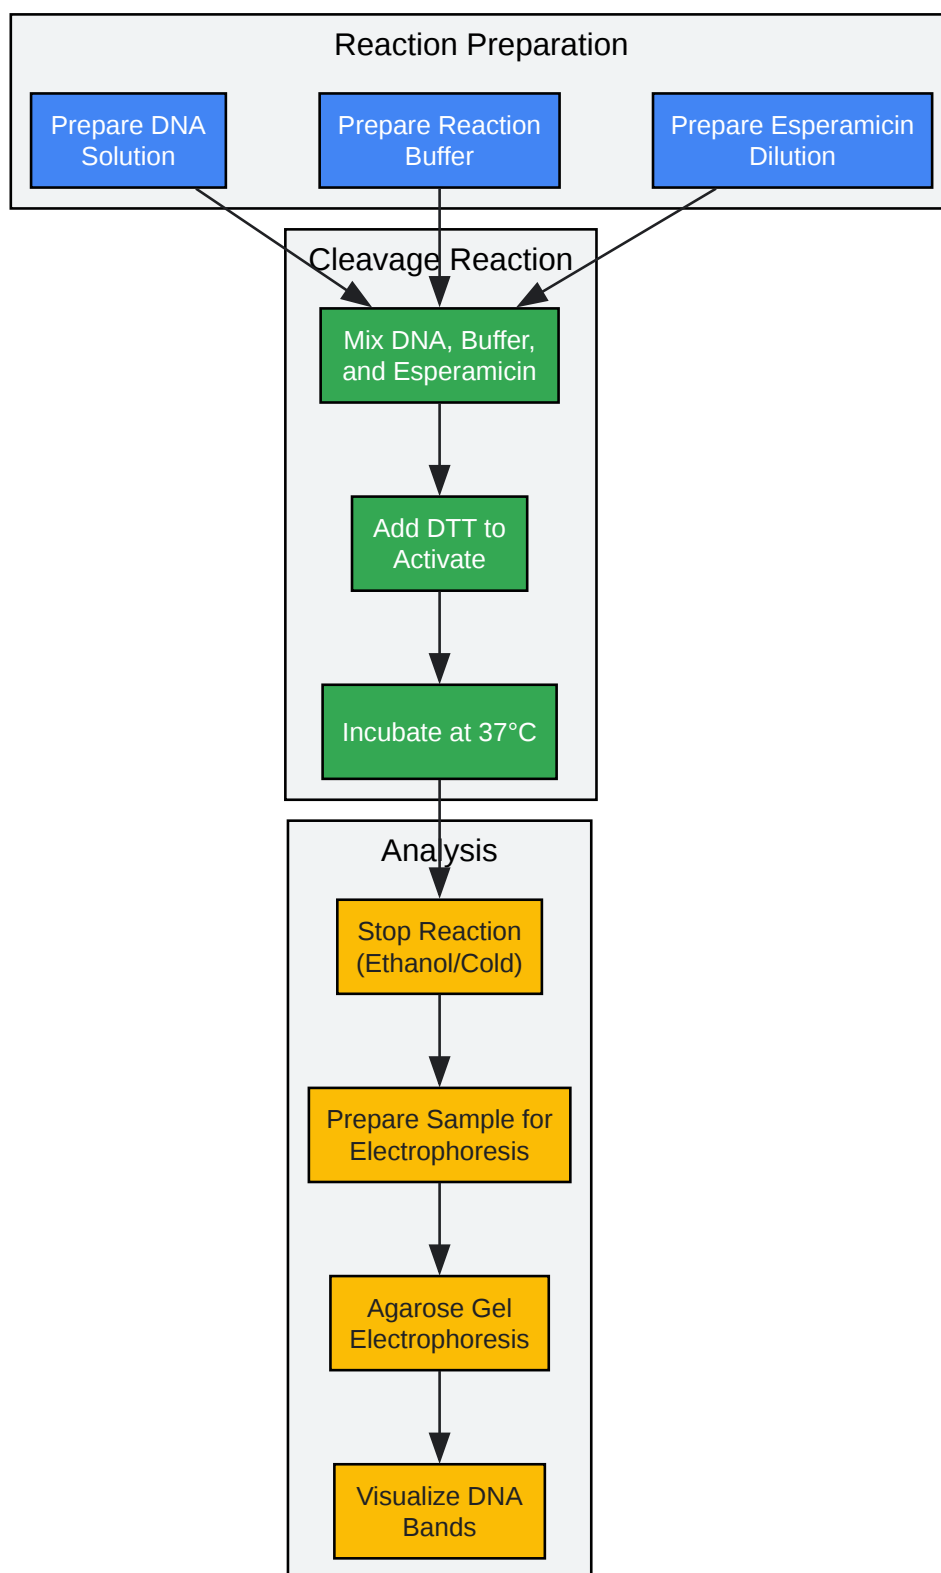 Reaction Preparation
Prepare DNA
Solution
Prepare Reaction
Buffer
Prepare Esperamicin
Dilution
Cleavage Reaction
Mix DNA, Buffer,
and Esperamicin
Add DTT to
Activate
Incubate at 37°C
Analysis
Stop Reaction
(Ethanol/Cold)
Prepare Sample for
Electrophoresis
Agarose Gel
Electrophoresis
Visualize DNA
Bands